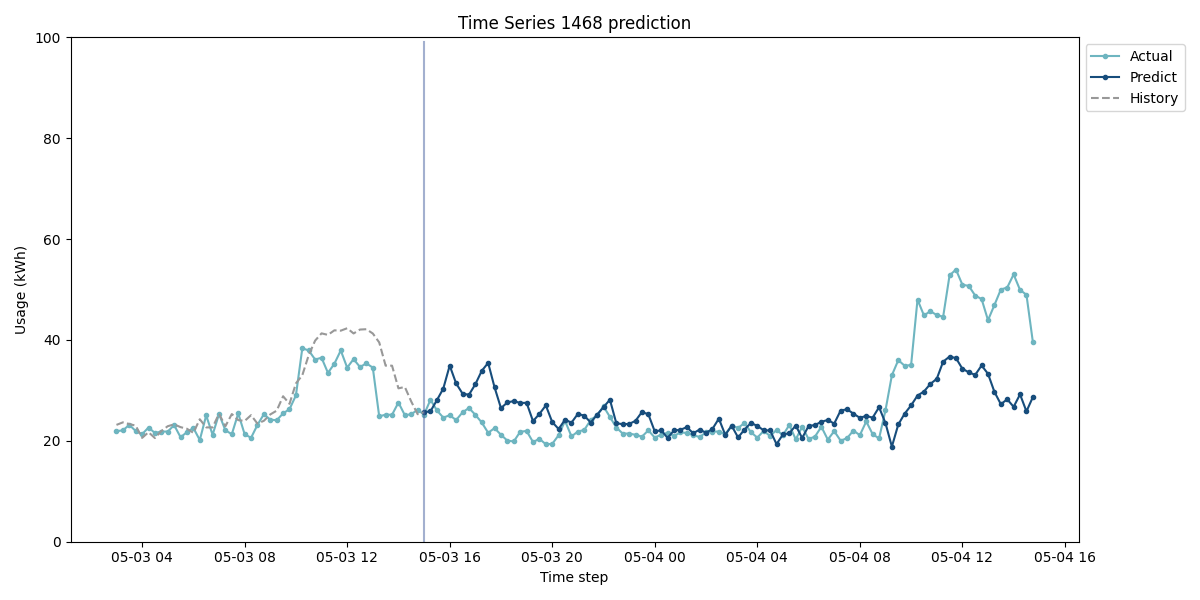 Time Series 1468 prediction
100
80
60
40
20
0
Usage (kWh)
05-03 04
05-03 08
05-03 12
05-03 16
05-03 20
05-04 00
05-04 04
05-04 08
05-04 12
05-04 16
Time step
Actual
Predict
History